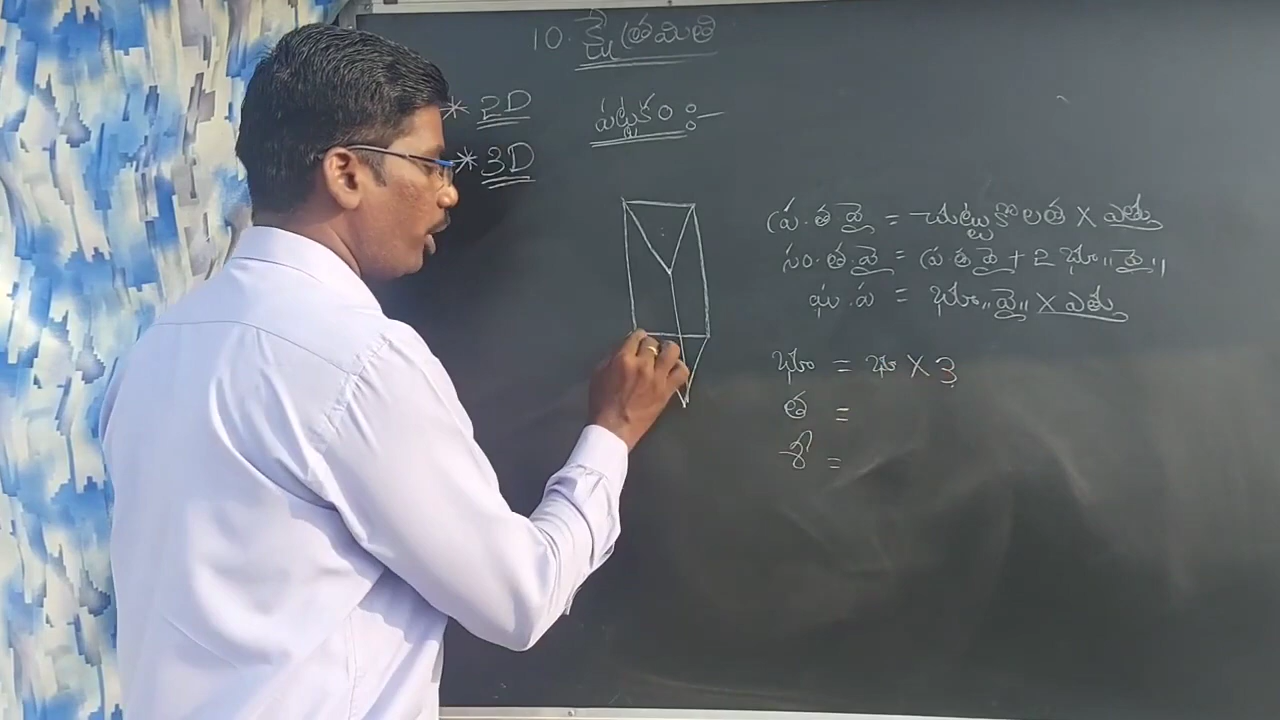 10. క్షేత్రమితి
* 2D
* 3D
పట్టకం :-
ప్ర.త.వై = చుట్టుకొలత X ఎత్తు
సం.త.వై = ప్ర.త.వై + 2 భూ॥వై॥
ఘ.ప = భూ॥వై॥ X ఎత్తు
భూ = భు X 3
త =
శీ =